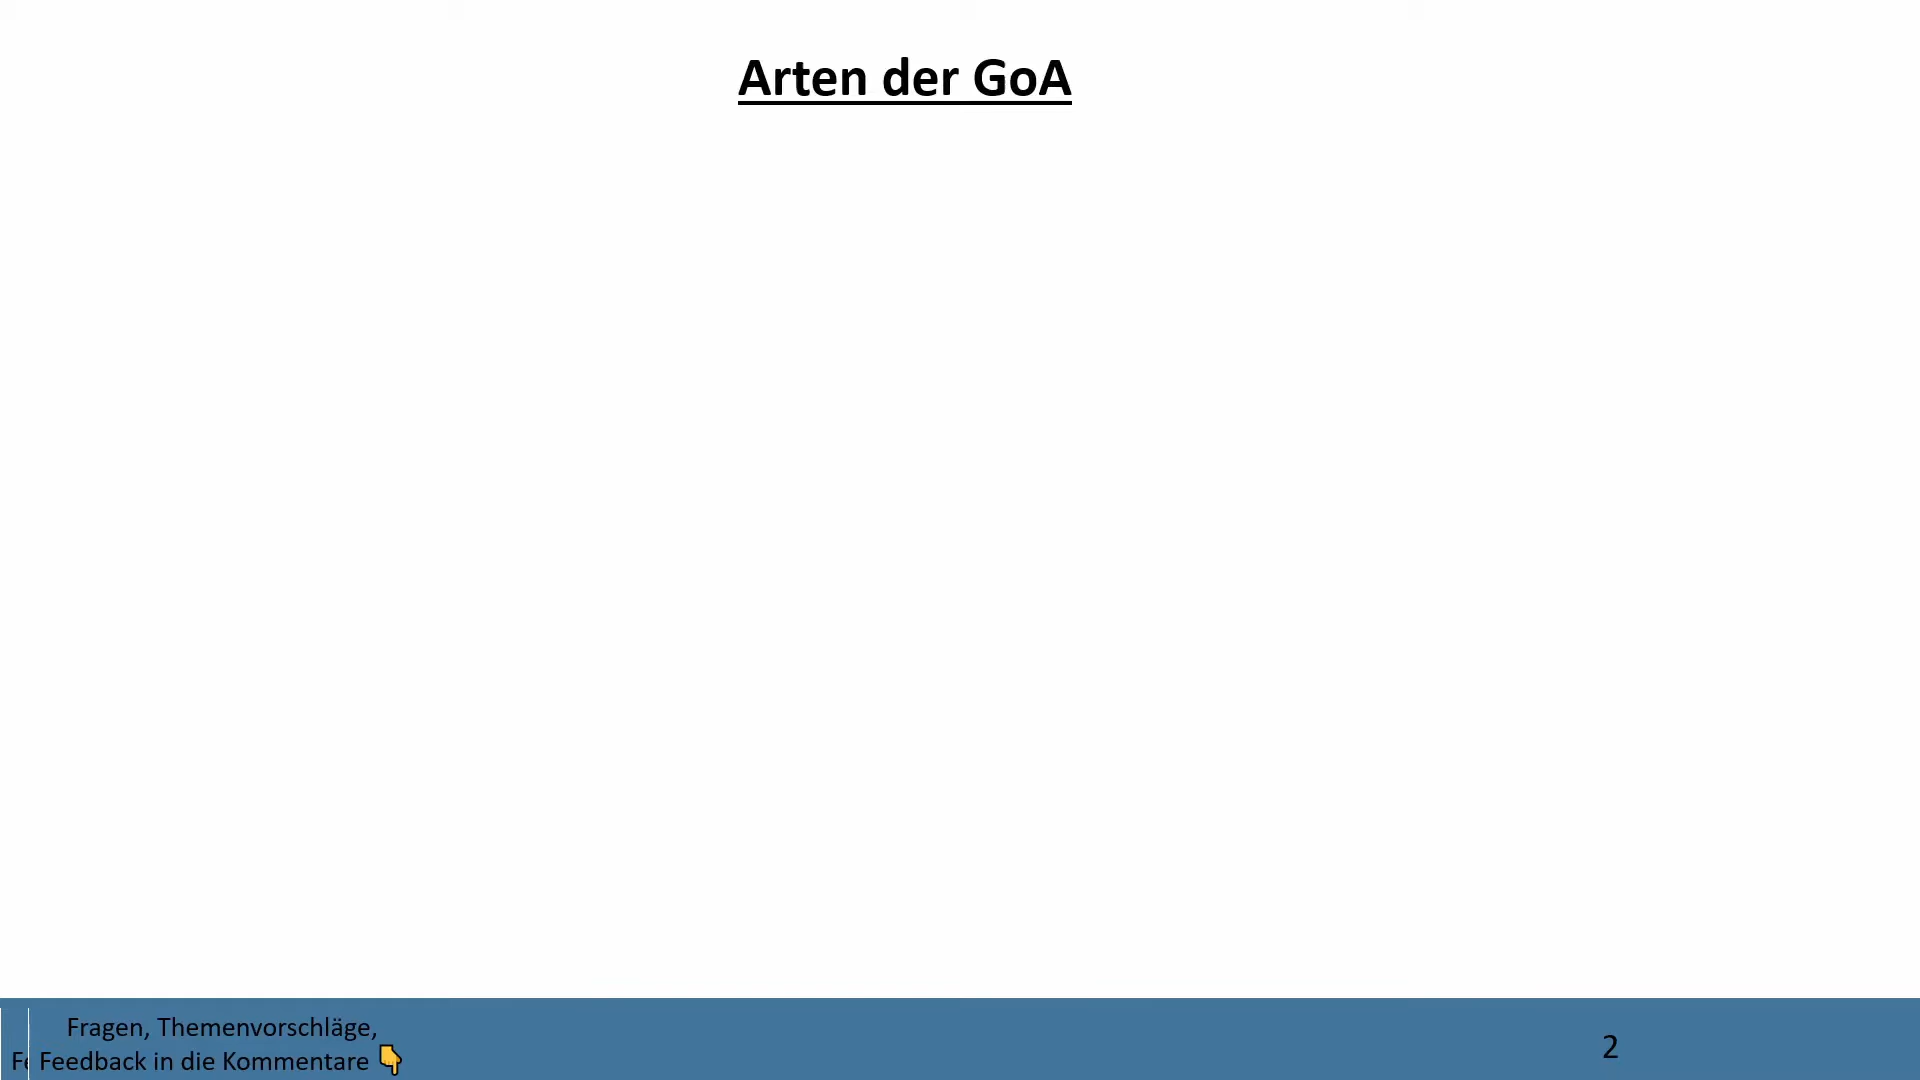 Arten der GoA
Fragen, Themenvorschläge,
Feedback in die Kommentare 👇
2